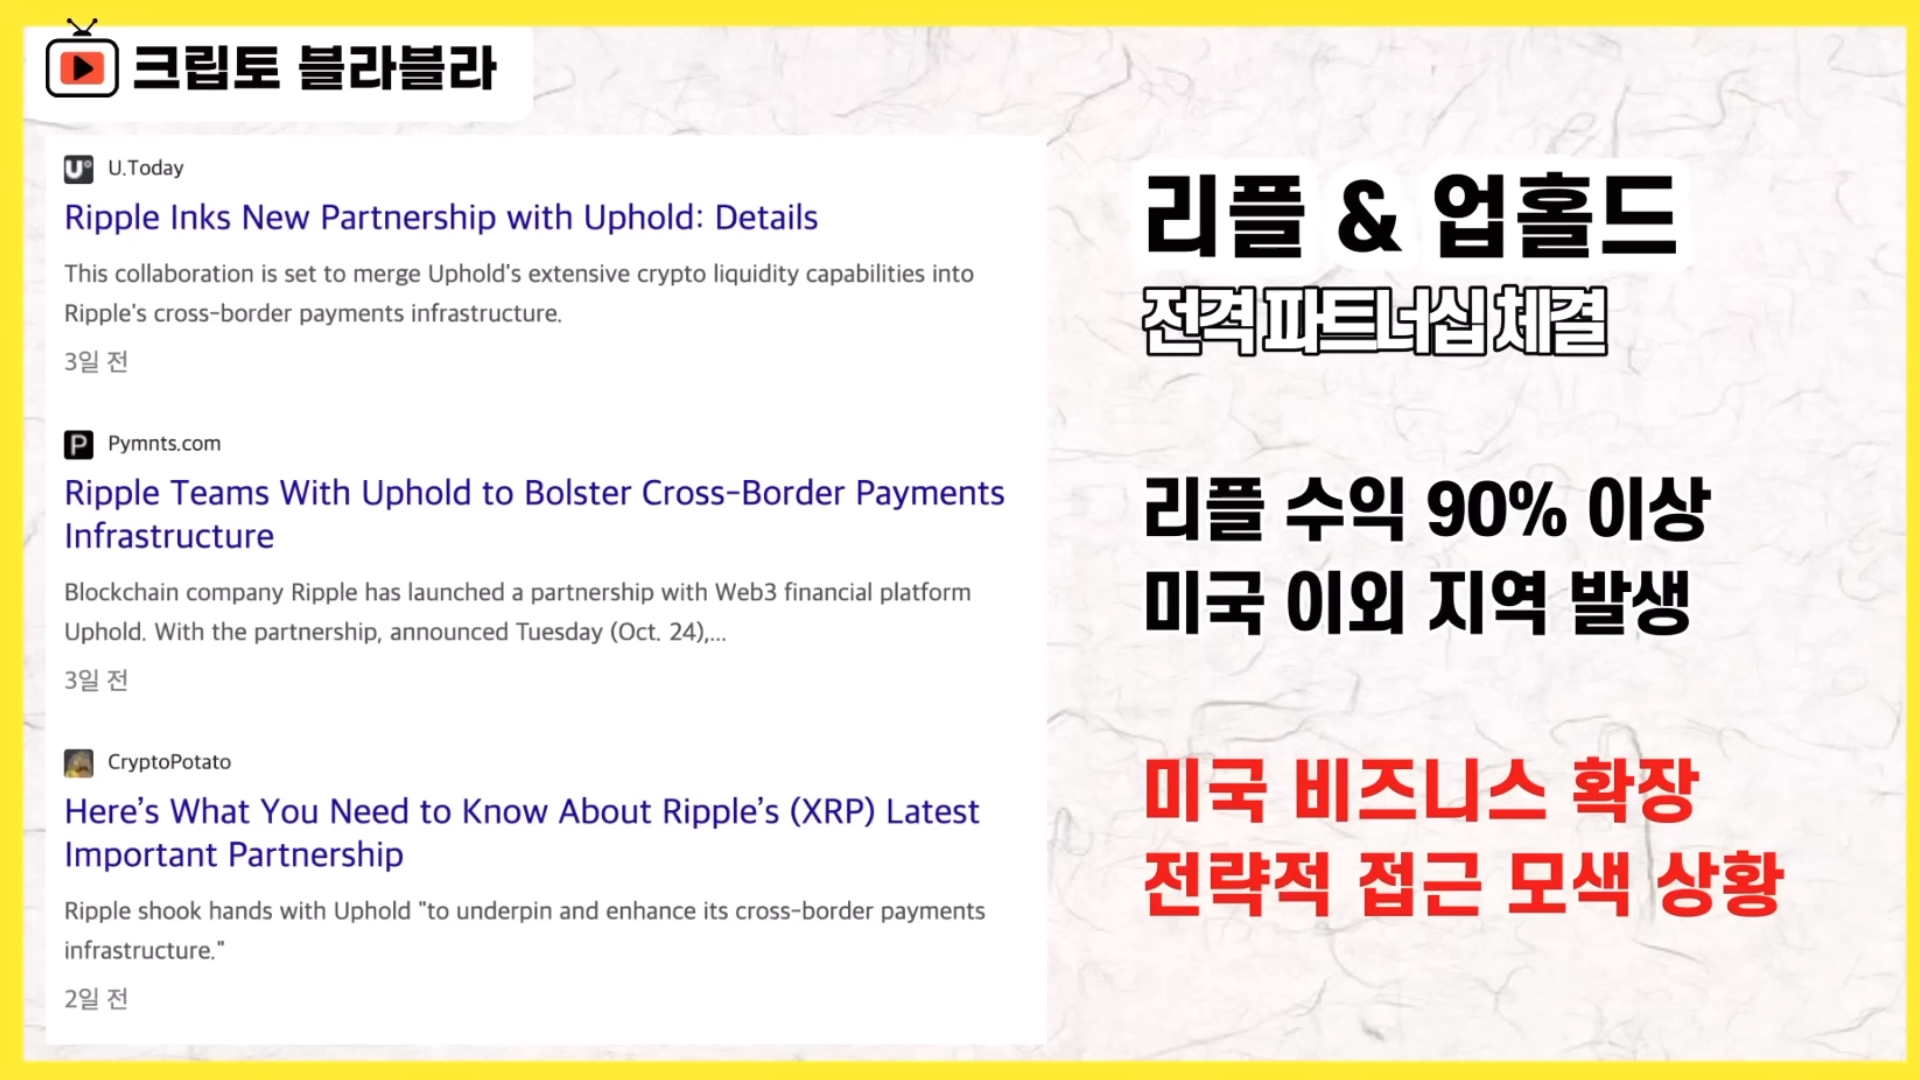 크립토 블라블라
U.Today
Ripple Inks New Partnership with Uphold: Details
This collaboration is set to merge Uphold's extensive crypto liquidity capabilities into
Ripple's cross-border payments infrastructure.
3일 전
Pymnts.com
Ripple Teams With Uphold to Bolster Cross-Border Payments
Infrastructure
Blockchain company Ripple has launched a partnership with Web3 financial platform
Uphold. With the partnership, announced Tuesday (Oct. 24),...
3일 전
CryptoPotato
Here’s What You Need to Know About Ripple’s (XRP) Latest
Important Partnership
Ripple shook hands with Uphold "to underpin and enhance its cross-border payments
infrastructure."
2일 전
리플 & 업홀드
전격 파트너십 체결
리플 수익 90% 이상
미국 이외 지역 발생
미국 비즈니스 확장
전략적 접근 모색 상황